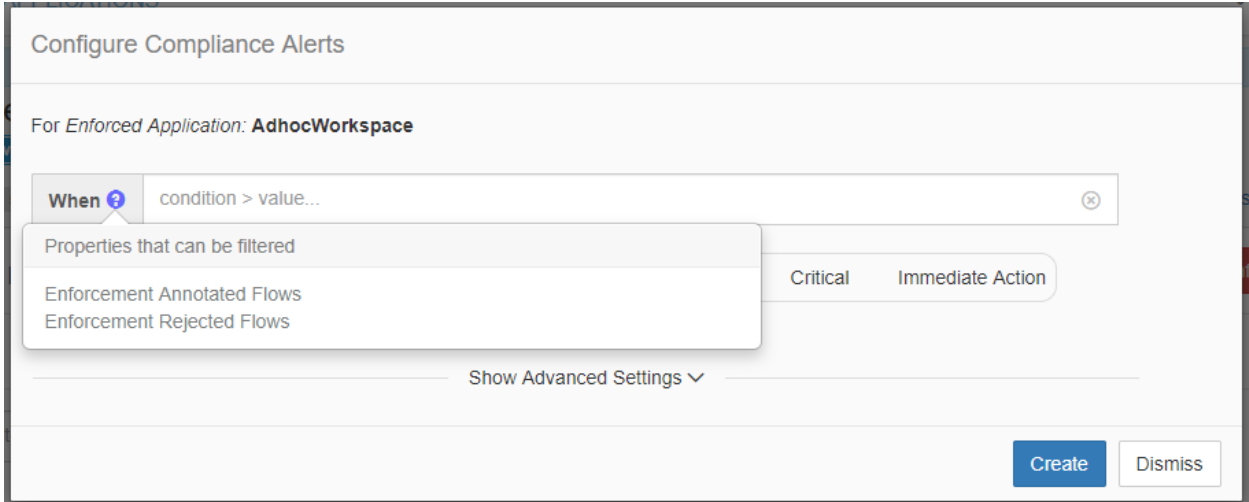 Configure Compliance Alerts
For Enforced Application: AdhocWorkspace
When ? condition > value...
Properties that can be filtered
Enforcement Annotated Flows
Enforcement Rejected Flows
Critical Immediate Action
Show Advanced Settings
Create Dismiss